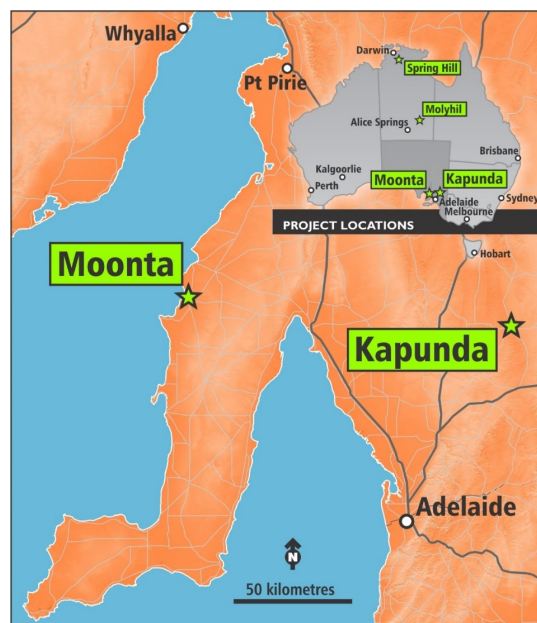 Whyalla
Pt Pirie
Darwin
Spring Hill
Molyhil
Alice Springs
Brisbane
Kalgoorlie
Perth
Moonta
Kapunda
Adelaide
Sydney
Melbourne
PROJECT LOCATIONS
Hobart
Moonta
Kapunda
Adelaide
N
50 kilometres